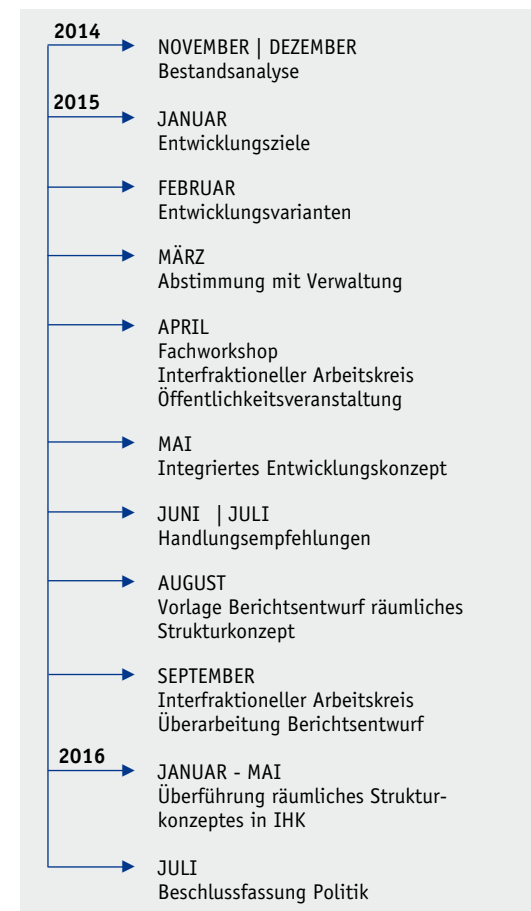 2014
NOVEMBER | DEZEMBER
Bestandsanalyse
2015
JANUAR
Entwicklungsziele
FEBRUAR
Entwicklungsvarianten
MÄRZ
Abstimmung mit Verwaltung
APRIL
Fachworkshop
Interfraktioneller Arbeitskreis
Öffentlichkeitsveranstaltung
MAI
Integriertes Entwicklungskonzept
JUNI | JULI
Handlungsempfehlungen
AUGUST
Vorlage Berichtsentwurf räumliches
Strukturkonzept
SEPTEMBER
Interfraktioneller Arbeitskreis
Überarbeitung Berichtsentwurf
2016
JANUAR - MAI
Überführung räumliches Struktur-
konzeptes in IHK
JULI
Beschlussfassung Politik